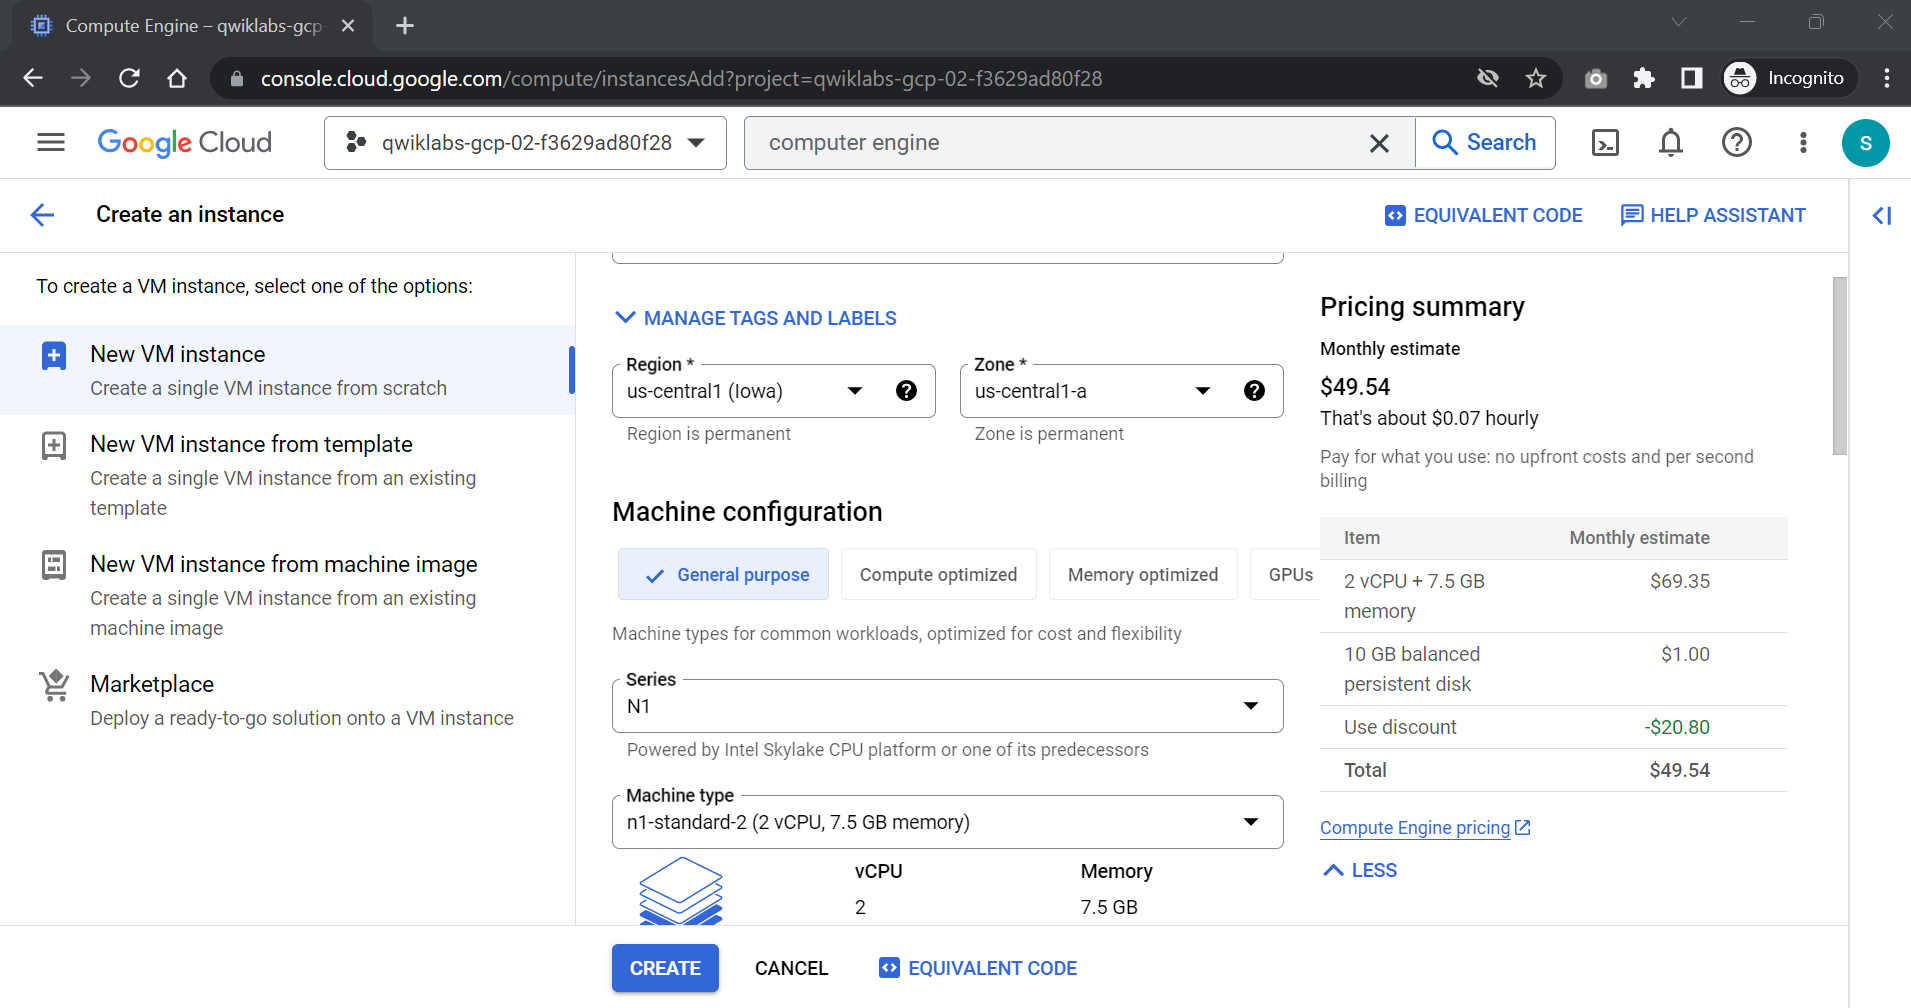 Compute Engine – qwiklabs-gcp-
console.cloud.google.com/compute/instancesAdd?project=qwiklabs-gcp-02-f3629ad80f28
Incognito
Google Cloud
qwiklabs-gcp-02-f3629ad80f28
computer engine
Search
S
Create an instance
EQUIVALENT CODE
HELP ASSISTANT
To create a VM instance, select one of the options:
New VM instance
Create a single VM instance from scratch
New VM instance from template
Create a single VM instance from an existing
template
New VM instance from machine image
Create a single VM instance from an existing
machine image
Marketplace
Deploy a ready-to-go solution onto a VM instance
MANAGE TAGS AND LABELS
Region *
us-central1 (Iowa)
Region is permanent
Zone *
us-central1-a
Zone is permanent
Machine configuration
General purpose
Compute optimized
Memory optimized
GPUs
Machine types for common workloads, optimized for cost and flexibility
Series
N1
Powered by Intel Skylake CPU platform or one of its predecessors
Machine type
n1-standard-2 (2 vCPU, 7.5 GB memory)
vCPU
2
Memory
7.5 GB
Pricing summary
Monthly estimate
$49.54
That's about $0.07 hourly
Pay for what you use: no upfront costs and per second
billing
Item Monthly estimate
2 vCPU + 7.5 GB $69.35
memory
10 GB balanced $1.00
persistent disk
Use discount -$20.80
Total $49.54
Compute Engine pricing
LESS
CREATE
CANCEL
EQUIVALENT CODE